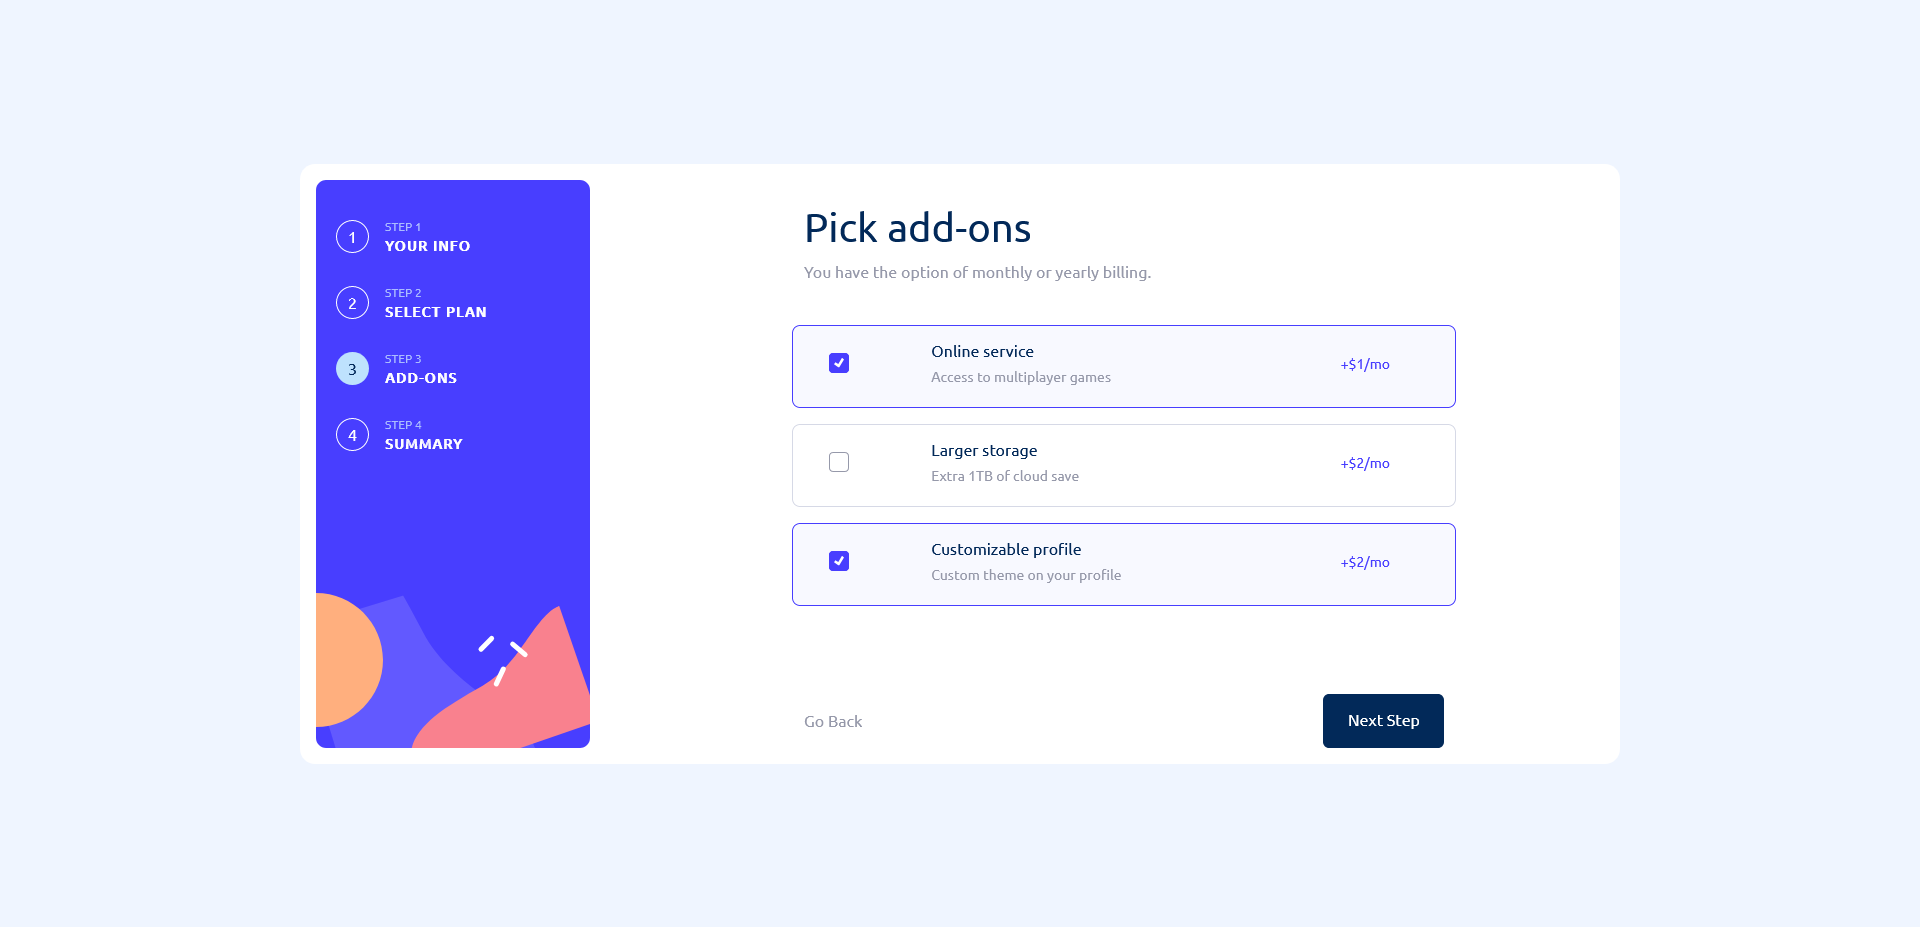 1
STEP 1
YOUR INFO
2
STEP 2
SELECT PLAN
3
STEP 3
ADD-ONS
4
STEP 4
SUMMARY
Pick add-ons
You have the option of monthly or yearly billing.
Online service
Access to multiplayer games
+$1/mo
Larger storage
Extra 1TB of cloud save
+$2/mo
Customizable profile
Custom theme on your profile
+$2/mo
Go Back
Next Step